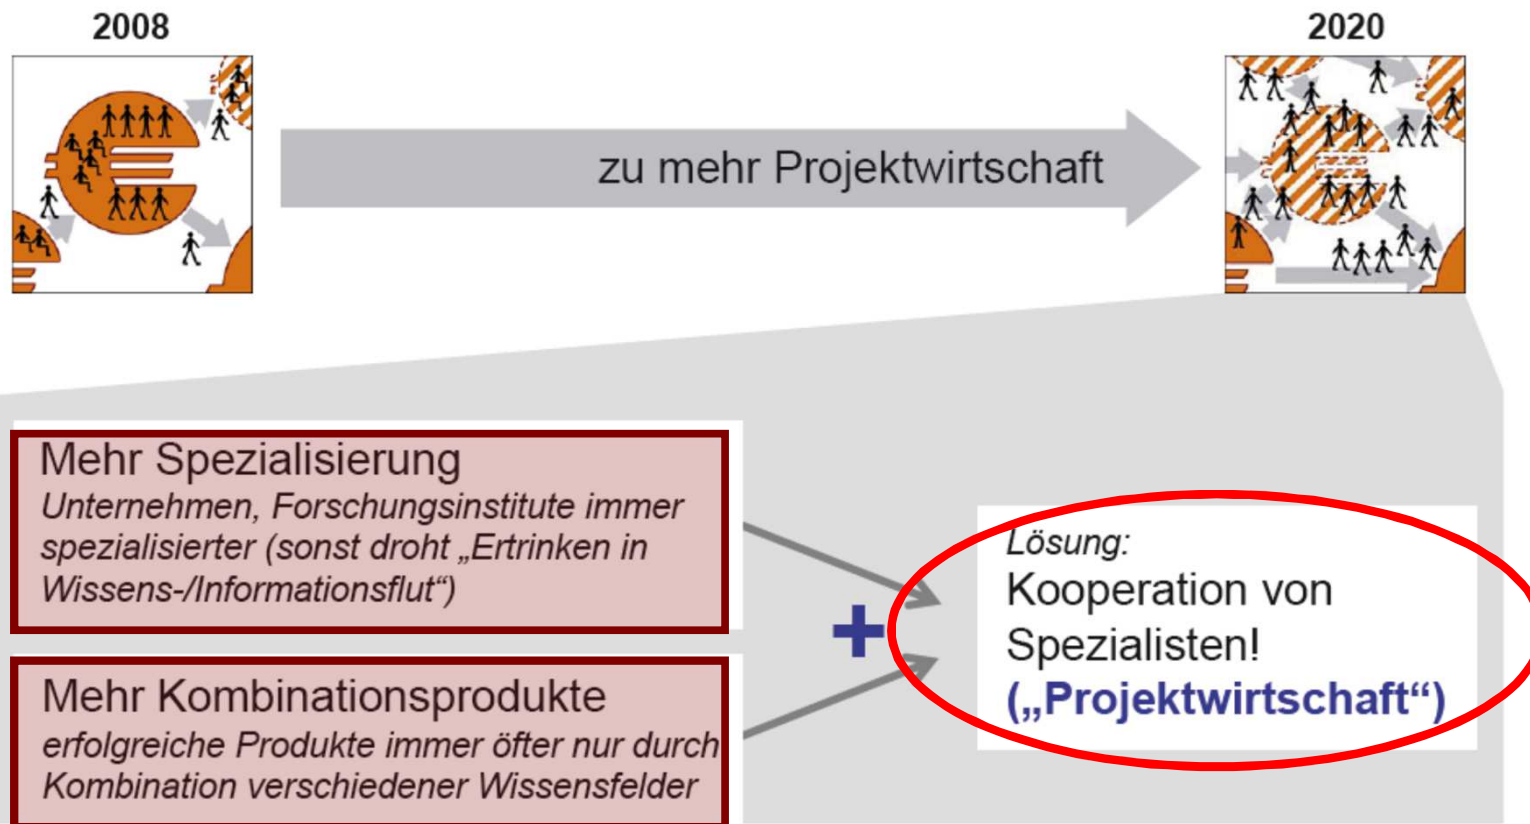 2008
2020
zu mehr Projektwirtschaft
Mehr Spezialisierung
Unternehmen, Forschungsinstitute immer
spezialisierter (sonst droht „Ertrinken in
Wissens-/Informationsflut“)
Mehr Kombinationsprodukte
erfolgreiche Produkte immer öfter nur durch
Kombination verschiedener Wissensfelder
+
Lösung:
Kooperation von
Spezialisten!
(„Projektwirtschaft“)